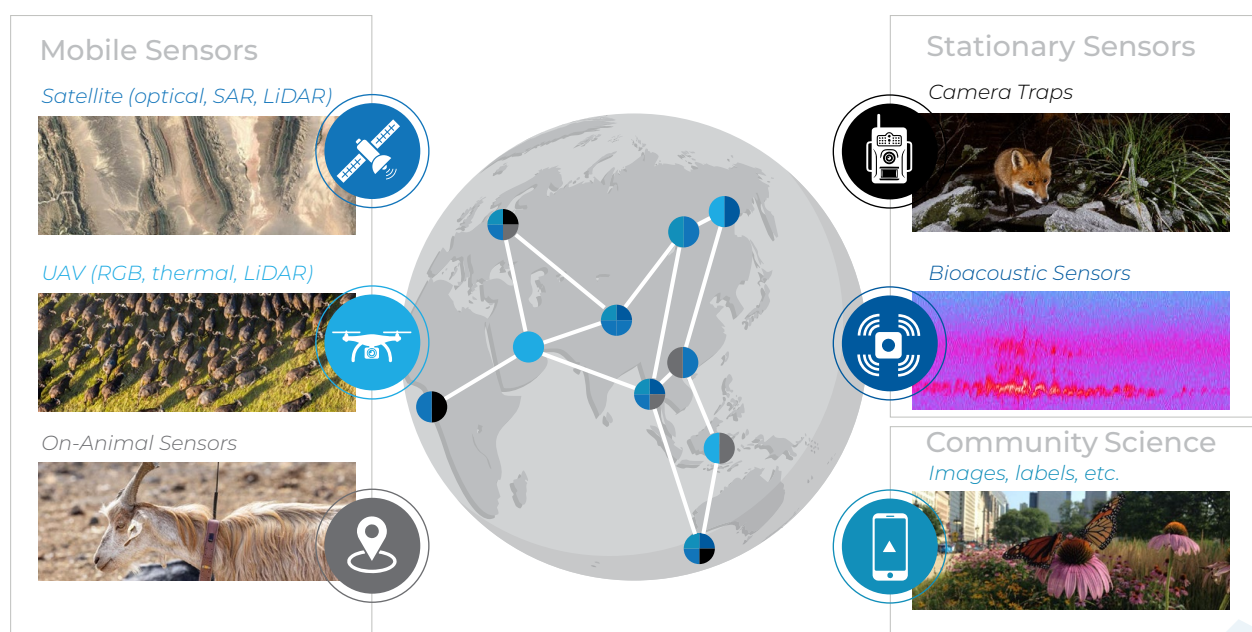 Mobile Sensors
Satellite (optical, SAR, LiDAR)
UAV (RGB, thermal, LiDAR)
On-Animal Sensors
Stationary Sensors
Camera Traps
Bioacoustic Sensors
Community Science
Images, labels, etc.